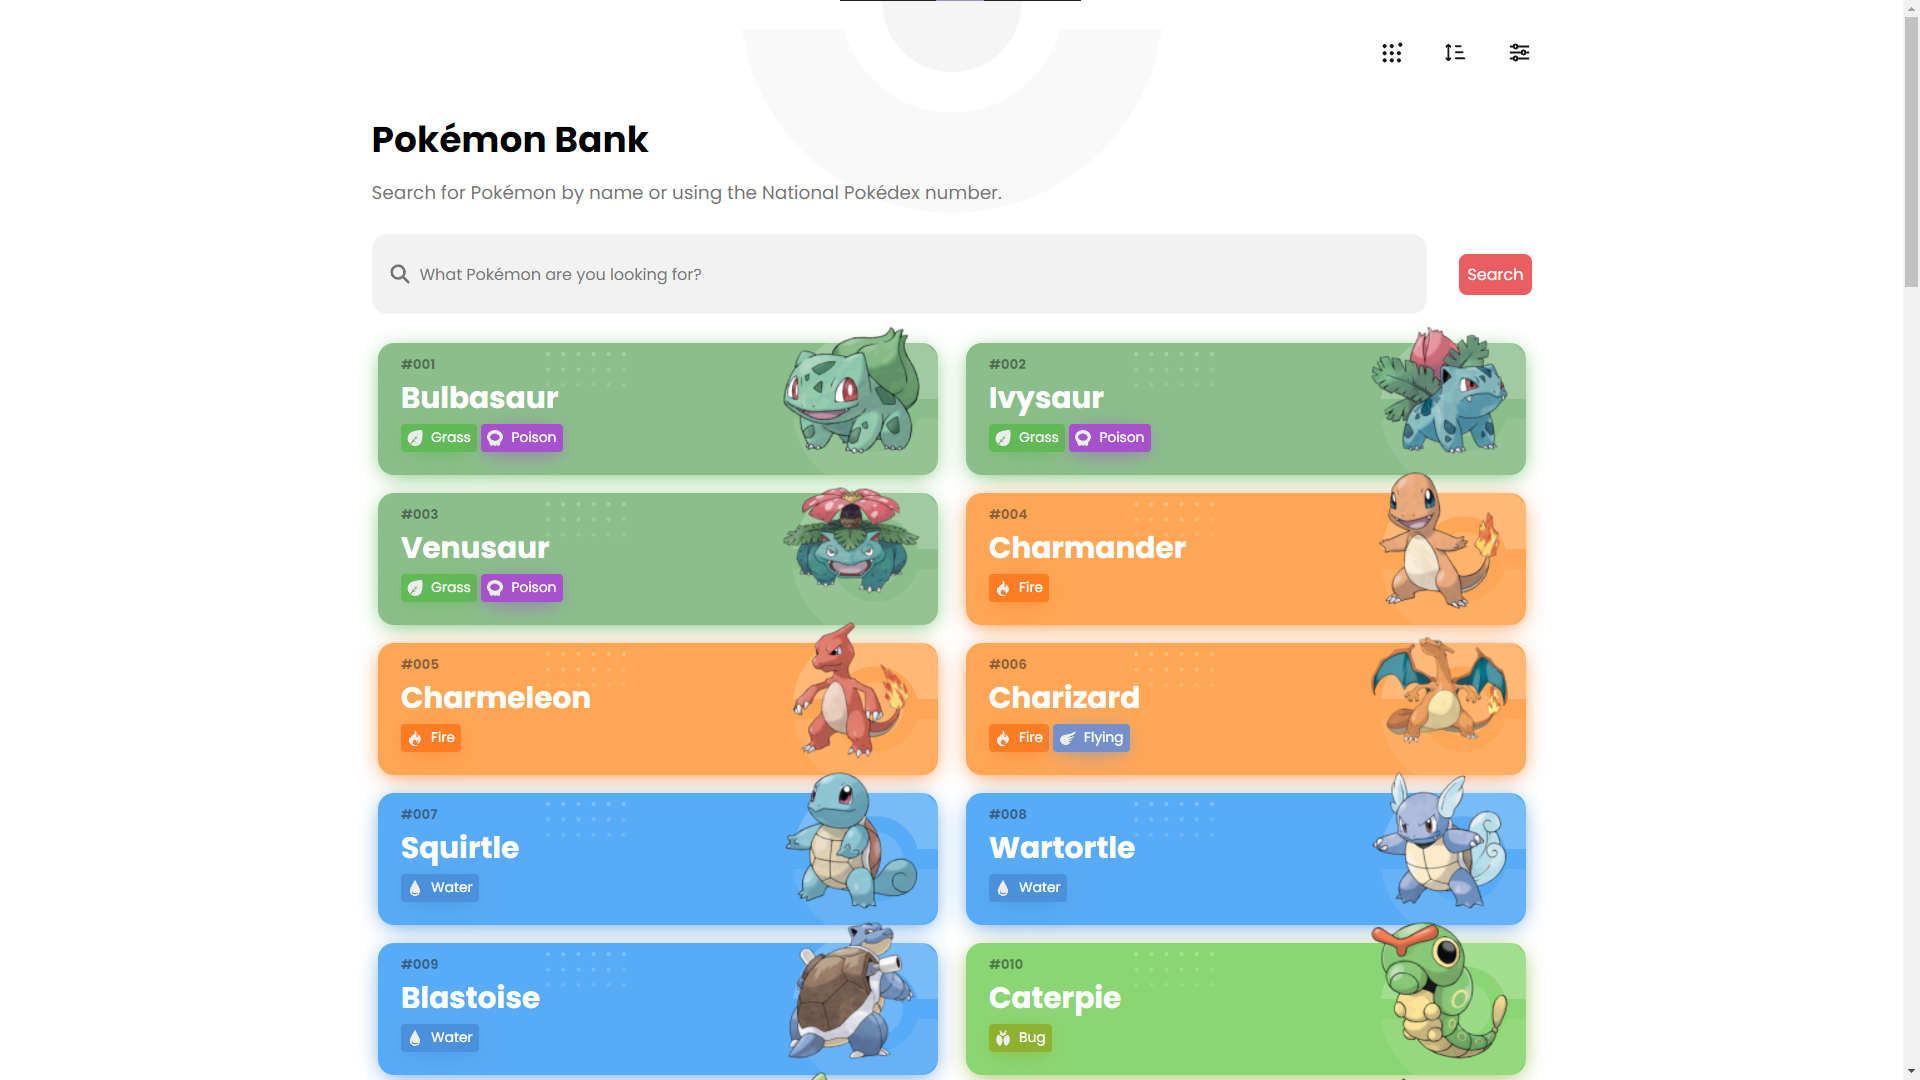 Pokémon Bank
Search for Pokémon by name or using the National Pokédex number.
What Pokémon are you looking for?
Search
#001
Bulbasaur
Grass Poison
#002
Ivysaur
Grass Poison
#003
Venusaur
Grass Poison
#004
Charmander
Fire
#005
Charmeleon
Fire
#006
Charizard
Fire Flying
#007
Squirtle
Water
#008
Wartortle
Water
#009
Blastoise
Water
#010
Caterpie
Bug